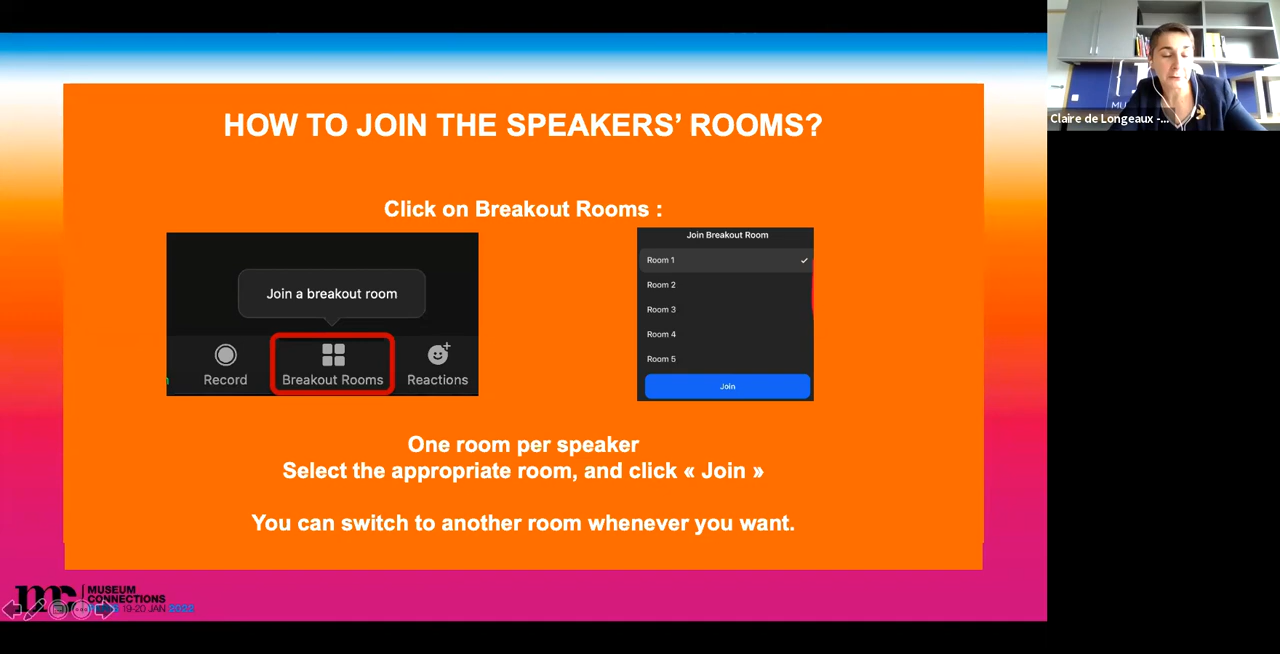 HOW TO JOIN THE SPEAKERS' ROOMS?
Click on Breakout Rooms :
Join a breakout room
Record
Breakout Rooms
Reactions
Join Breakout Room
Room 1
Room 2
Room 3
Room 4
Room 5
Join
One room per speaker
Select the appropriate room, and click « Join »
You can switch to another room whenever you want.
mc
MUSEUM
CONNECTIONS
19-20 JAN
Claire de Longeaux -...